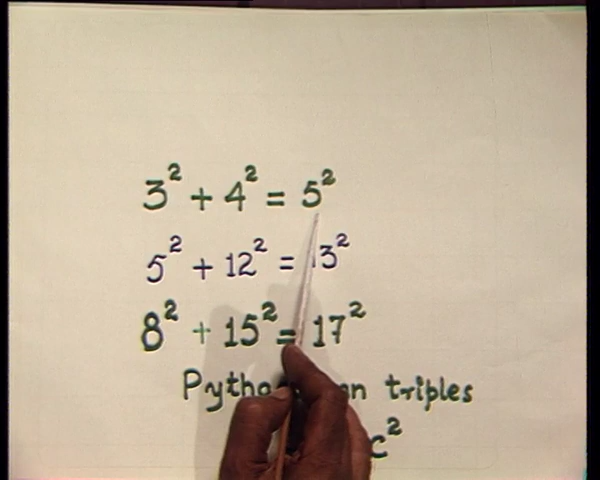 3² + 4² = 5²
5² + 12² = 13²
8² + 15² = 17²
triples
c²